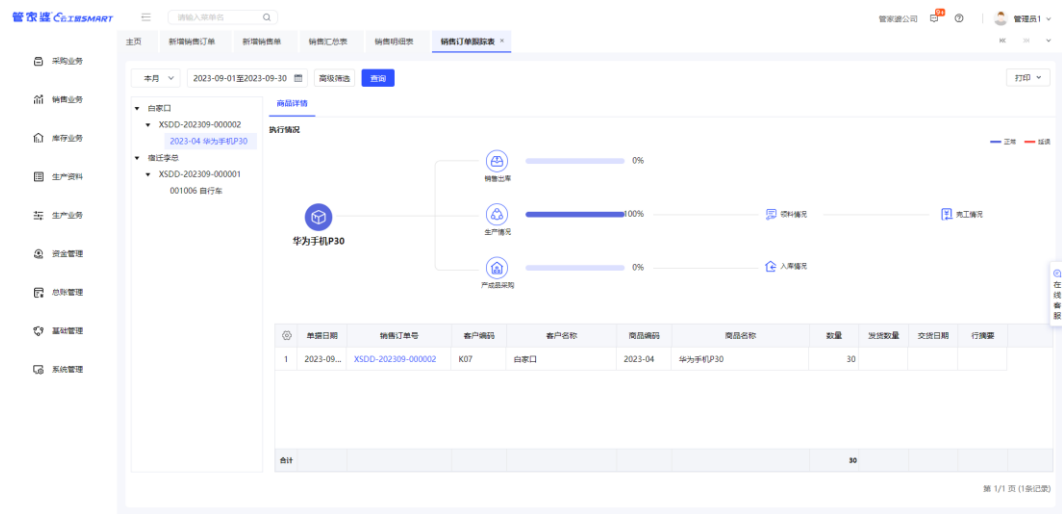 管家婆 工贸SMART
请输入菜单名
管家婆公司 9+ 管理员1
主页 新增销售订单 新增销售单 销售汇总表 销售明细表 销售订单跟踪表 ×
采购业务
销售业务
库存业务
生产资料
生产业务
资金管理
总账管理
基础管理
系统管理
本月 2023-09-01至2023-09-30 高级筛选 查询 打印
白家口
XSDD-202309-000002
2023-04 华为手机P30
宿迁李总
XSDD-202309-000001
001006 自行车
商品详情
执行情况
正常 延误
华为手机P30
销售出库 0%
生产情况 100% 领料情况 完工情况
产成品采购 0% 入库情况
在线客服
单据日期 销售订单号 客户编码 客户名称 商品编码 商品名称 数量 发货数量 交货日期 行摘要
1 2023-09... XSDD-202309-000002 K07 白家口 2023-04 华为手机P30 30
合计 30
第 1/1 页 (1条记录)